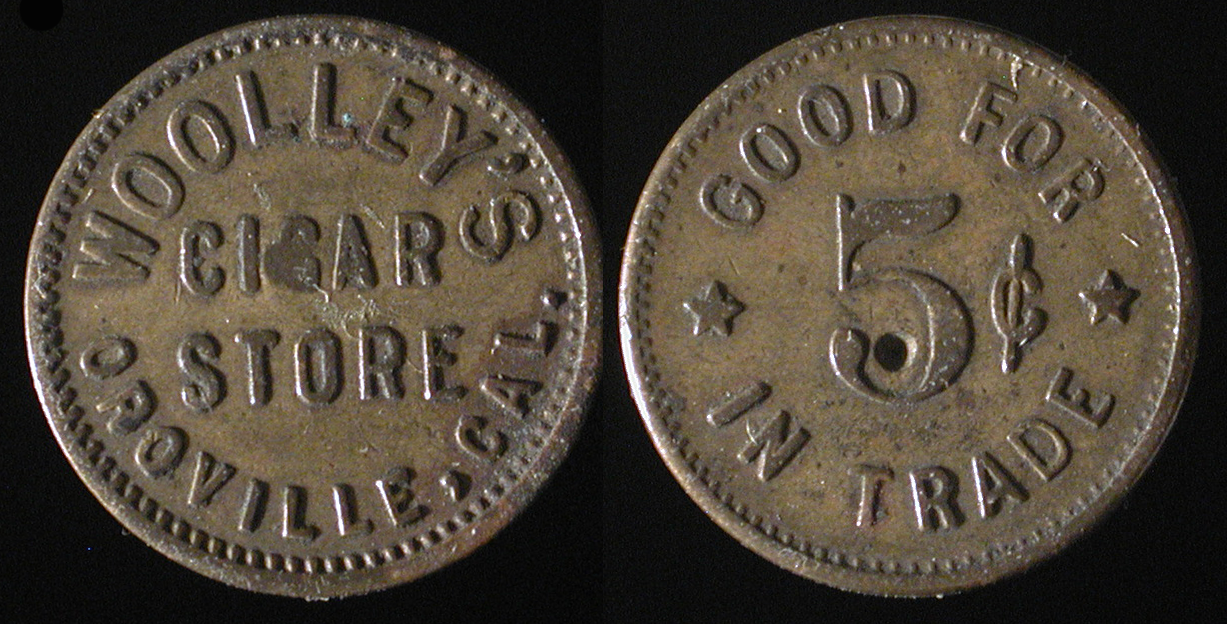 WOOLLEY'S
CIGAR
STORE
OROVILLE, CAL.
GOOD FOR
5¢
IN TRADE